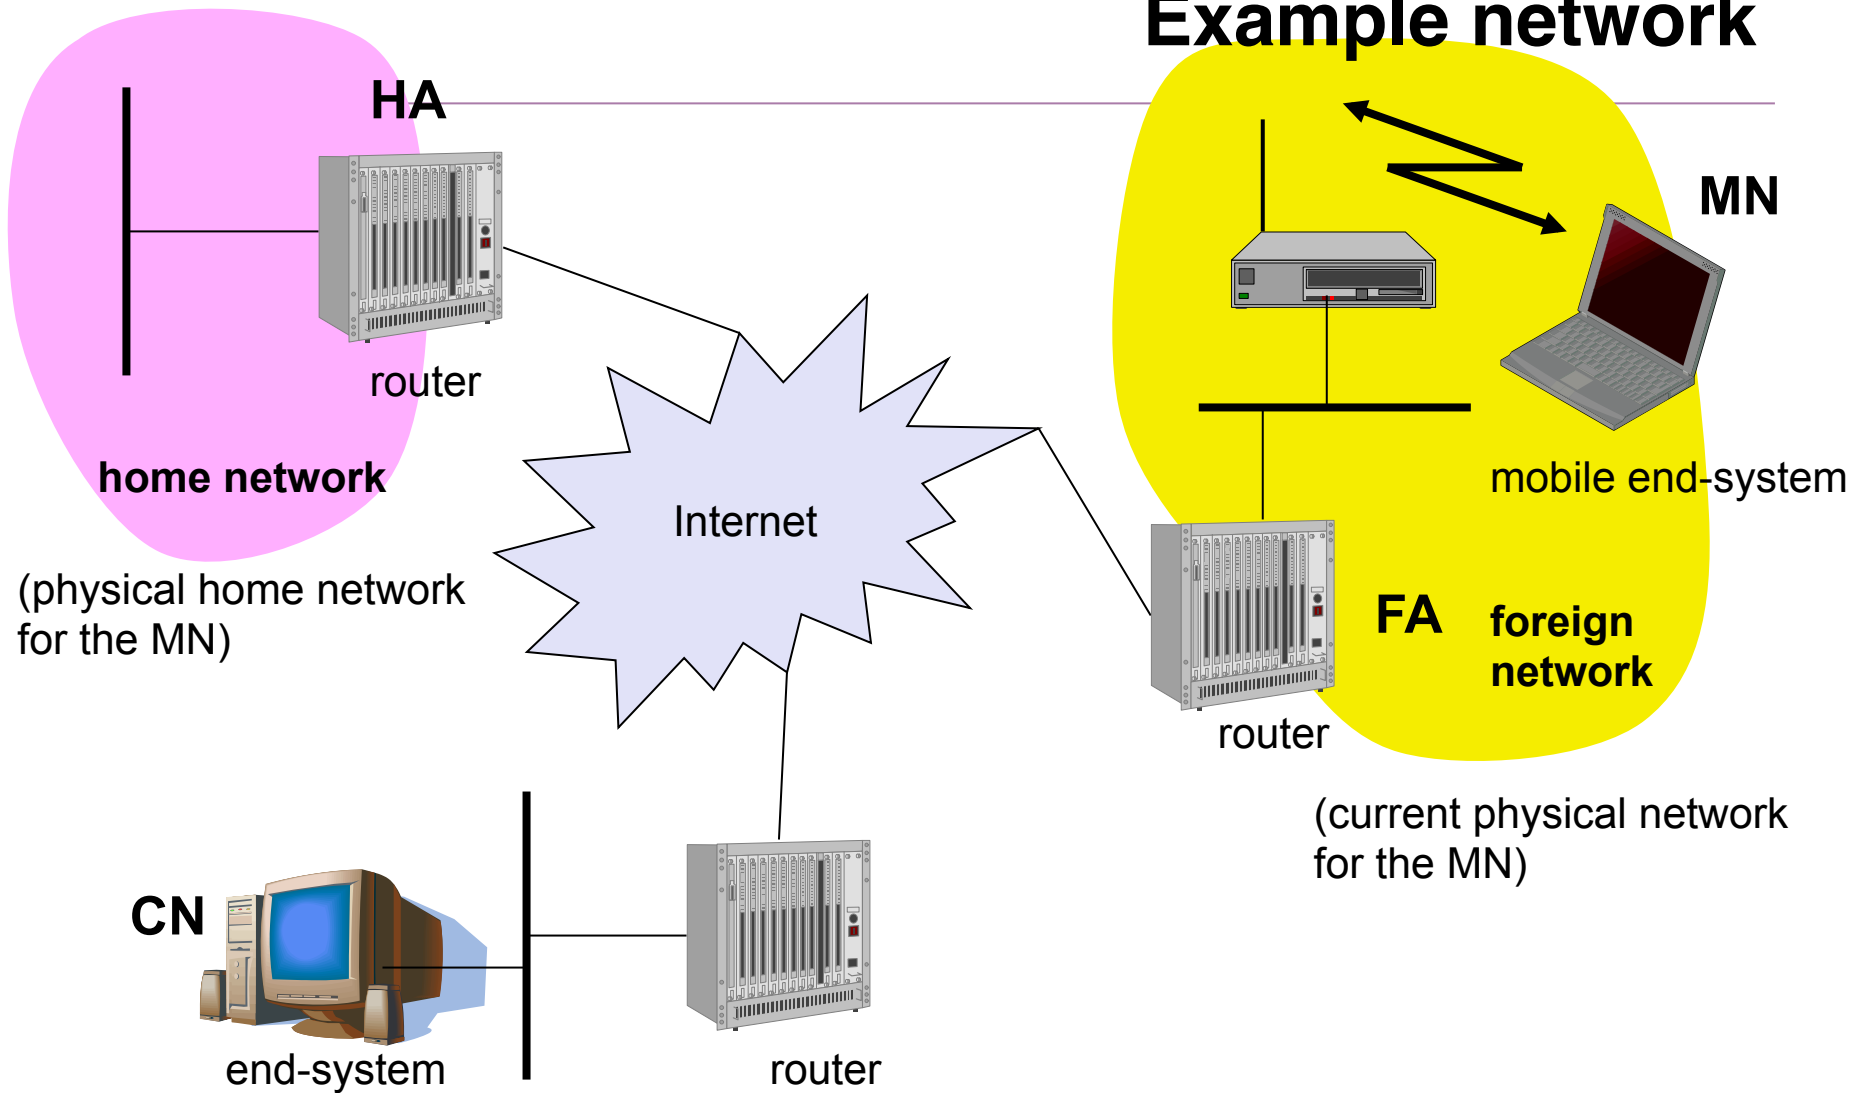 Example network
HA
MN
router
home network
mobile end-system
Internet
(physical home network
for the MN)
FA
foreign
network
router
(current physical network
for the MN)
CN
end-system
router